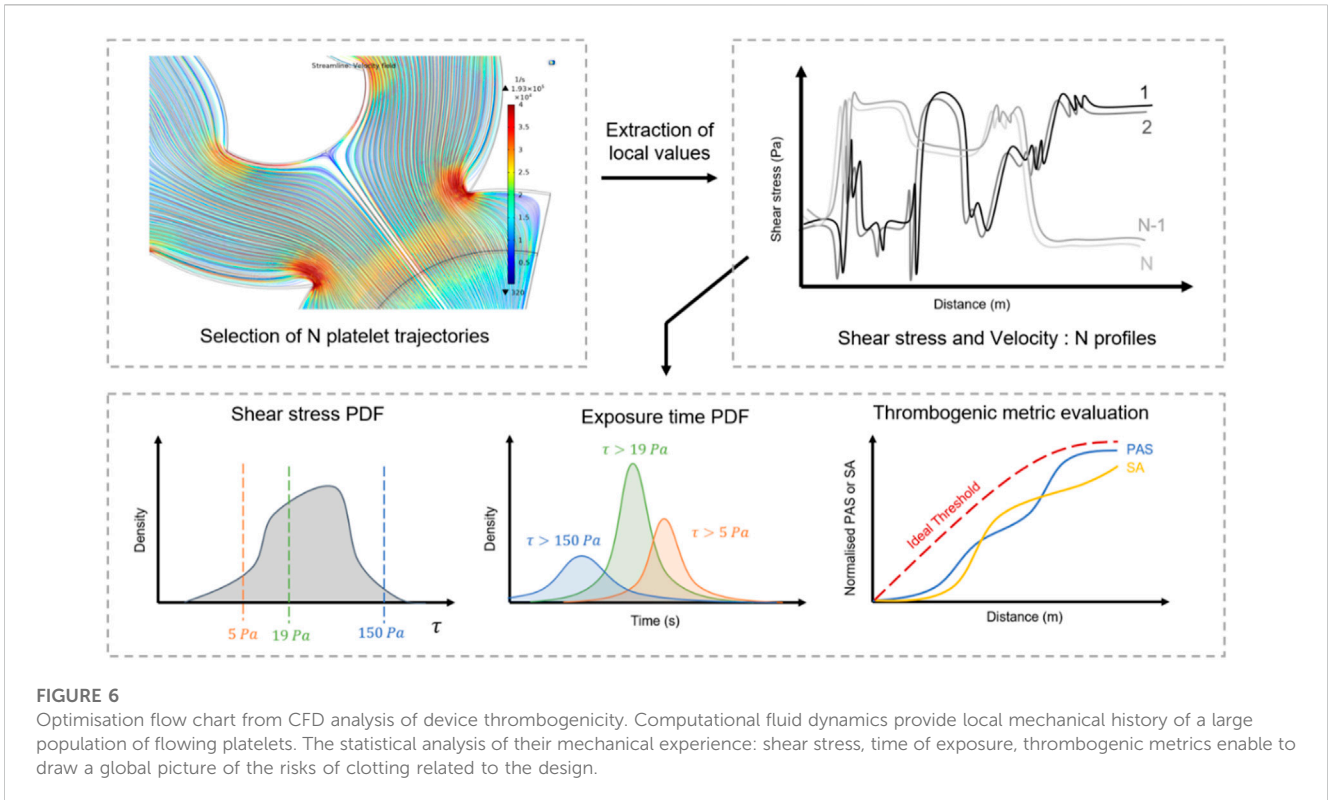 Streamline: Velocity field
1/s
▲ 1.93×10⁵
×10⁴
4
3.5
3
2.5
2
1.5
1
0.5
▼ 320
Selection of N platelet trajectories
Extraction of
local values
Shear stress (Pa)
1
2
N-1
N
Distance (m)
Shear stress and Velocity : N profiles
Shear stress PDF
Density
5 Pa
19 Pa
150 Pa
τ
Exposure time PDF
Density
τ > 150 Pa
τ > 19 Pa
τ > 5 Pa
Time (s)
Thrombogenic metric evaluation
Normalised PAS or SA
Ideal Threshold
PAS
SA
Distance (m)
FIGURE 6
Optimisation flow chart from CFD analysis of device thrombogenicity. Computational fluid dynamics provide local mechanical history of a large
population of flowing platelets. The statistical analysis of their mechanical experience: shear stress, time of exposure, thrombogenic metrics enable to
draw a global picture of the risks of clotting related to the design.